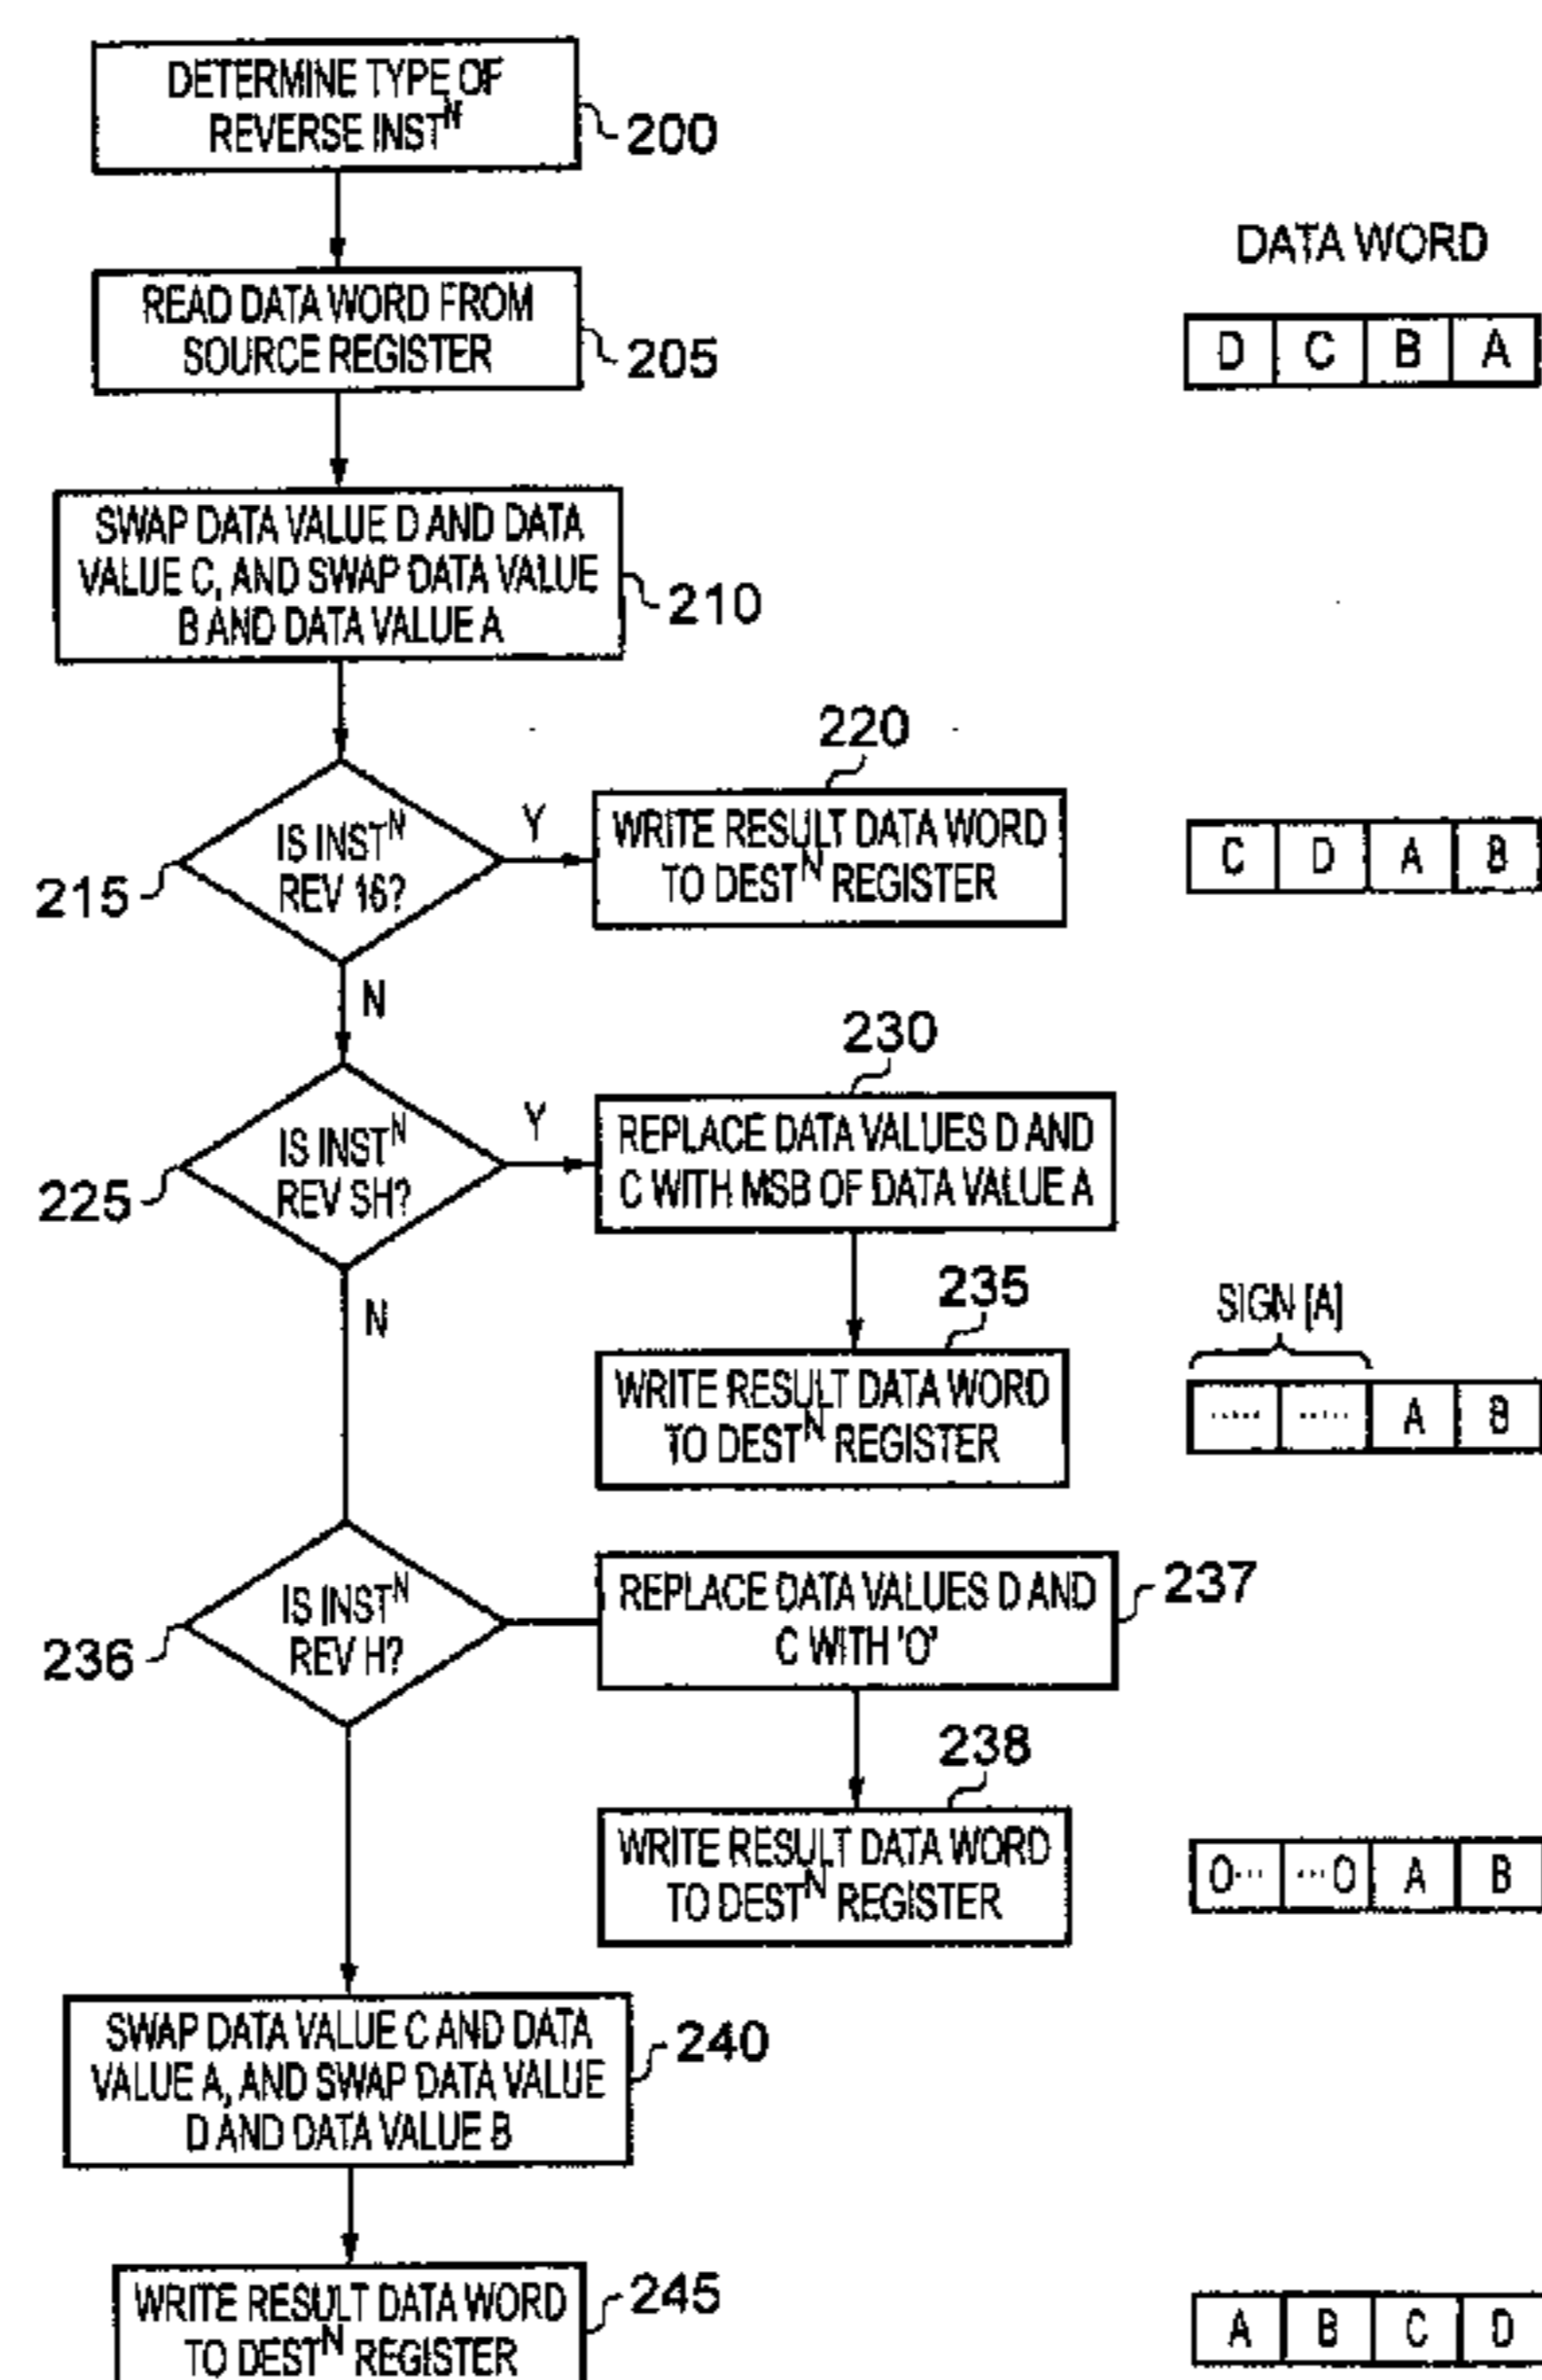 DETERMINE TYPE OF
REVERSE INSTᴺ
200
READ DATA WORD FROM
SOURCE REGISTER
205
DATA WORD
D C B A
SWAP DATA VALUE D AND DATA
VALUE C, AND SWAP DATA VALUE
B AND DATA VALUE A
210
IS INSTᴺ
REV 16?
215
Y
220
WRITE RESULT DATA WORD
TO DESTᴺ REGISTER
C D A B
N
IS INSTᴺ
REV SH?
225
Y
230
REPLACE DATA VALUES D AND
C WITH MSB OF DATA VALUE A
235
WRITE RESULT DATA WORD
TO DESTᴺ REGISTER
SIGN [A]
..... ..... A B
N
IS INSTᴺ
REV H?
236
REPLACE DATA VALUES D AND
C WITH 'O'
237
238
WRITE RESULT DATA WORD
TO DESTᴺ REGISTER
O... ...O A B
SWAP DATA VALUE C AND DATA
VALUE A, AND SWAP DATA VALUE
D AND DATA VALUE B
240
WRITE RESULT DATA WORD
TO DESTᴺ REGISTER
245
A B C D